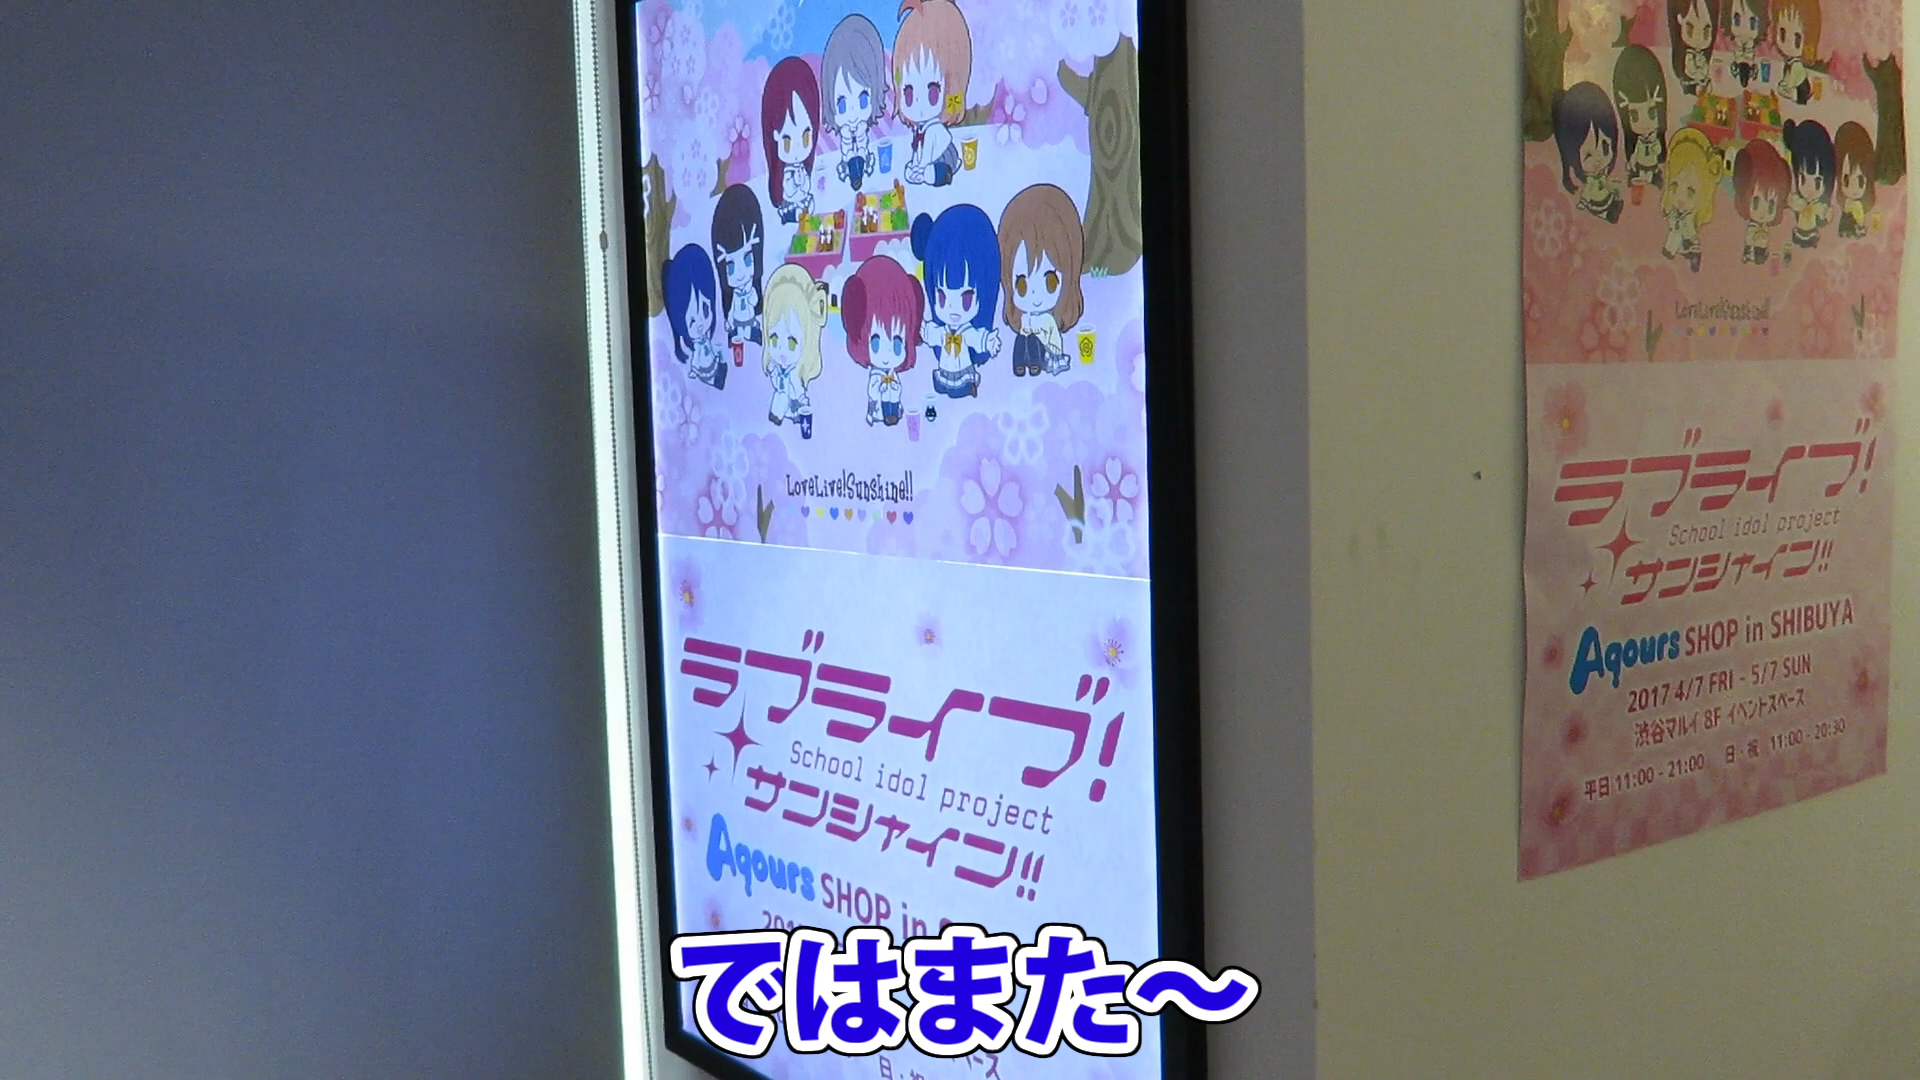 LoveLive!Sunshine!!
ラブライブ!
School idol project
サンシャイン!!
Aqours SHOP in
ではまた～
LoveLive!Sunshine!!
ラブライブ!
School idol project
サンシャイン!!
Aqours SHOP in SHIBUYA
2017 4/7 FRI - 5/7 SUN
渋谷マルイ 8F イベントスペース
平日 11:00 - 21:00 日・祝 11:00 - 20:30